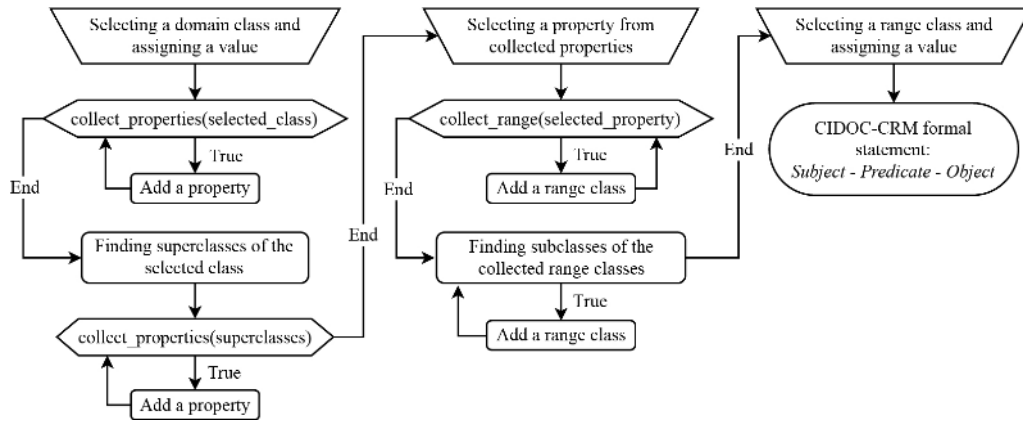 Selecting a domain class and
assigning a value
collect_properties(selected_class)
True
Add a property
End
Finding superclasses of the
selected class
collect_properties(superclasses)
True
Add a property
End
Selecting a property from
collected properties
collect_range(selected_property)
True
Add a range class
End
Finding subclasses of the
collected range classes
True
Add a range class
End
Selecting a range class and
assigning a value
CIDOC-CRM formal
statement:
Subject - Predicate - Object